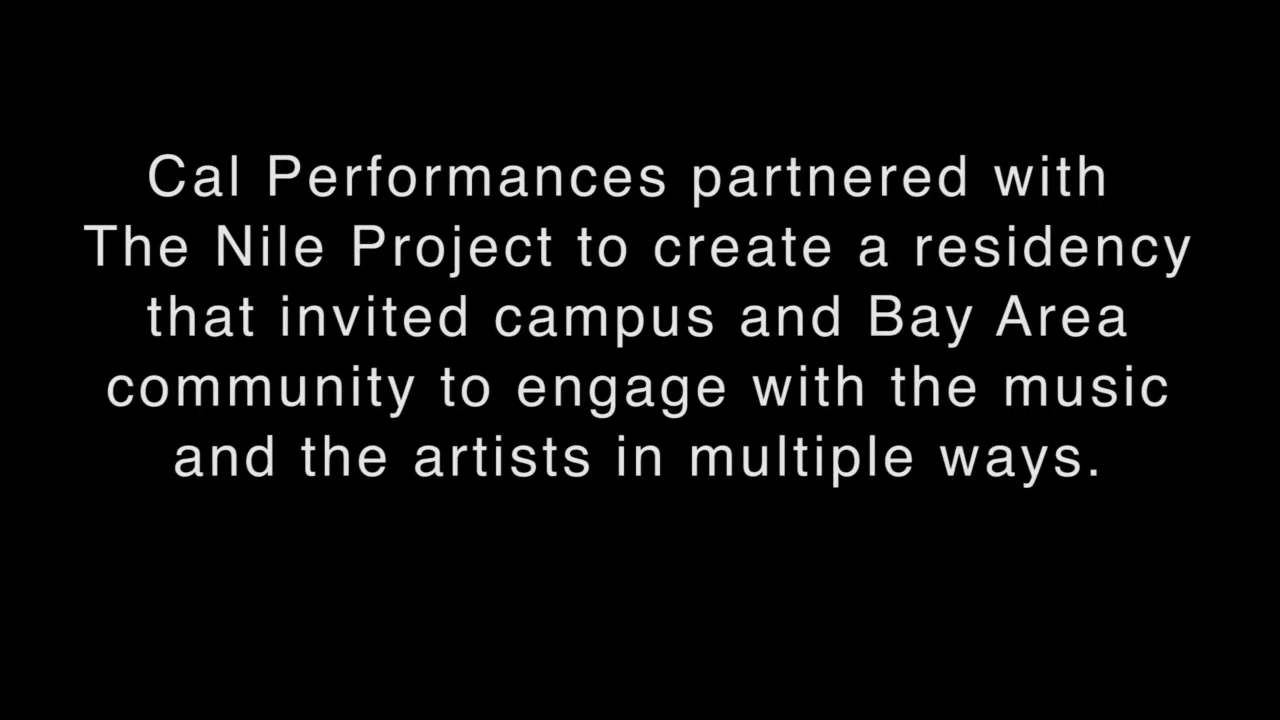 Cal Performances partnered with
The Nile Project to create a residency
that invited campus and Bay Area
community to engage with the music
and the artists in multiple ways.